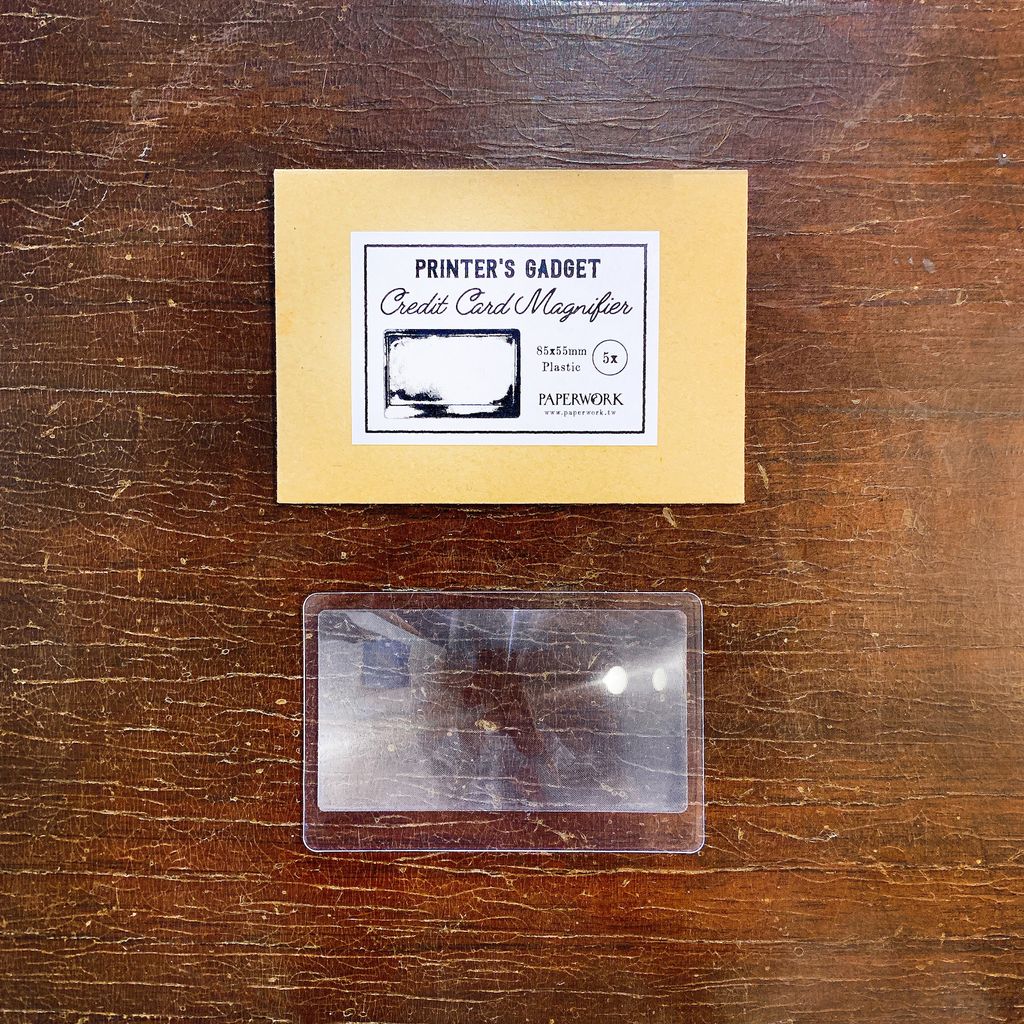 PRINTER'S GADGET
Credit Card Magnifier
85x55mm
Plastic
5x
PAPERWORK
www.paperwork.tw